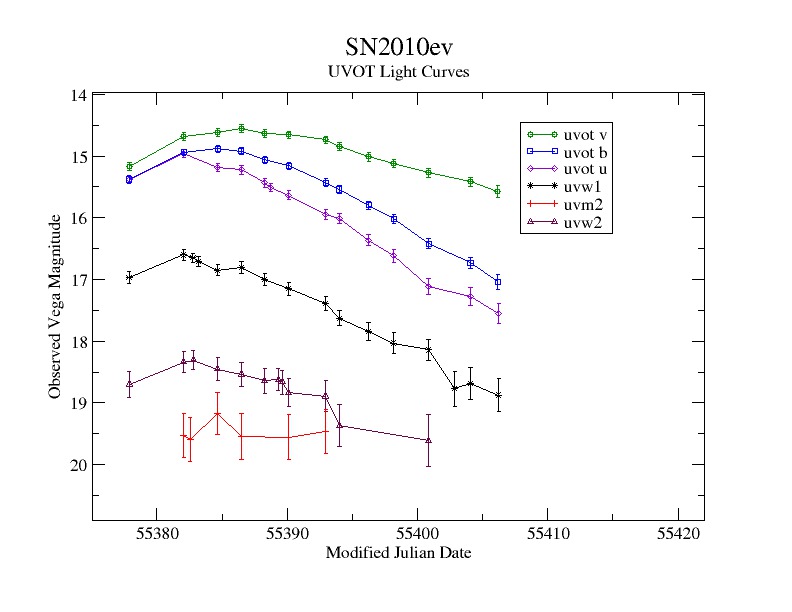 SN2010ev
UVOT Light Curves
14
15
16
17
18
19
20
Observed Vega Magnitude
uvot v
uvot b
uvot u
uvw1
uvm2
uvw2
55380 55390 55400 55410 55420
Modified Julian Date